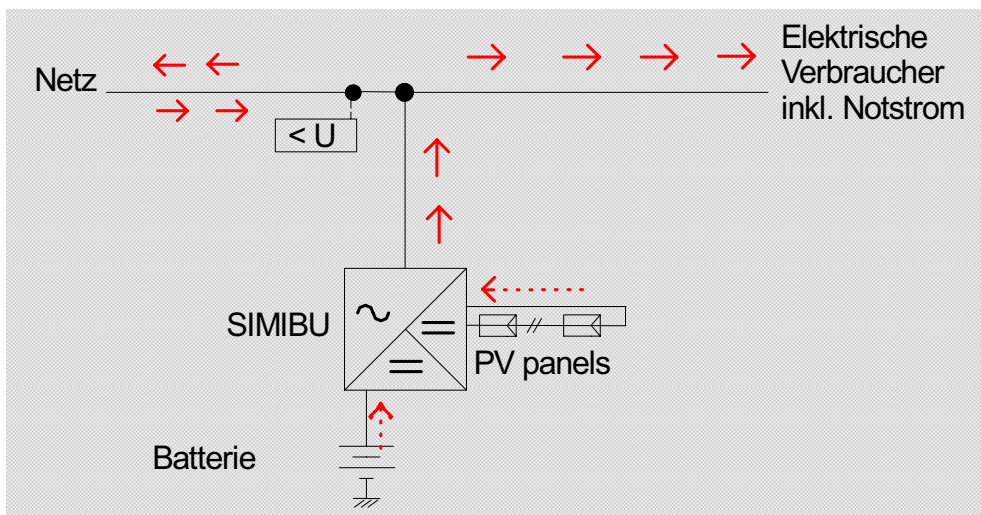 Elektrische
Verbraucher
inkl. Notstrom
Netz
< U
SIMIBU
PV panels
Batterie